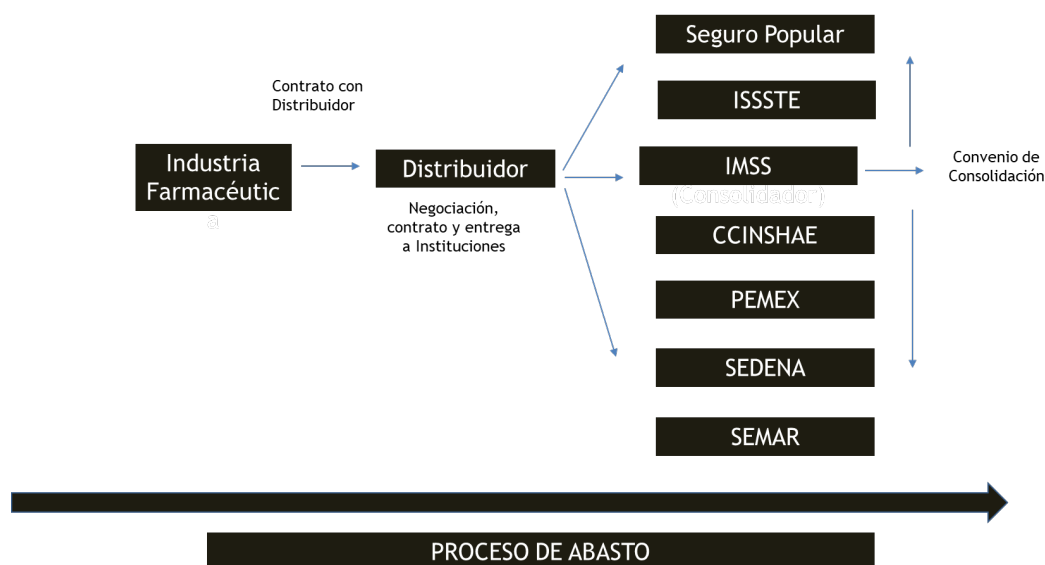 Seguro Popular
Contrato con
Distribuidor
ISSSTE
Industria
Farmacéutic
a
Distribuidor
IMSS
(Consolidador)
Convenio de
Consolidación
Negociación,
contrato y entrega
a Instituciones
CCINSHAE
PEMEX
SEDENA
SEMAR
PROCESO DE ABASTO